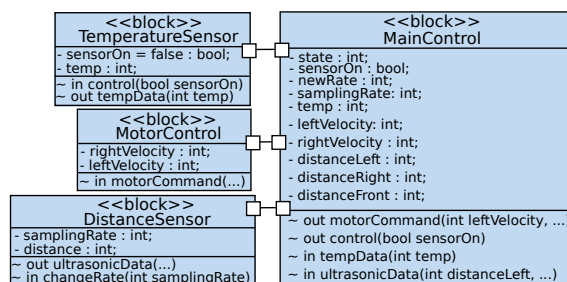 <<block>>
TemperatureSensor
- sensorOn = false : bool;
- temp : int;
~ in control(bool sensorOn)
~ out tempData(int temp)
<<block>>
MotorControl
- rightVelocity : int;
- leftVelocity : int;
~ in motorCommand(...)
<<block>>
DistanceSensor
- samplingRate : int;
- distance : int;
~ out ultrasonicData(...)
~ in changeRate(int samplingRate)
<<block>>
MainControl
- state : int;
- sensorOn : bool;
- newRate : int;
- samplingRate: int;
- temp : int;
- leftVelocity: int;
- rightVelocity : int;
- distanceLeft : int;
- distanceRight : int;
- distanceFront : int;
~ out motorCommand(int leftVelocity, ...)
~ out control(bool sensorOn)
~ in tempData(int temp)
~ in ultrasonicData(int distanceLeft, ...)